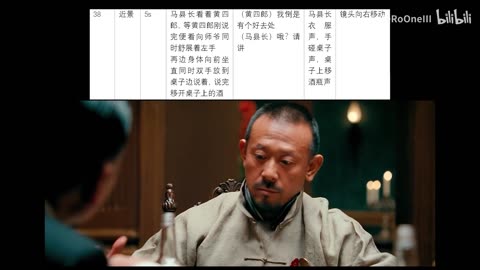 38
近景
5s
马县长看着黄四
郎,等黄四郎刚说
完便看向师爷同
时舒展着左手
再边身体向前坐
直同时双手放到
桌子边说着,说完
移开桌子上的酒
(黄四郎)我倒是
有个好去处
(马县长)哦?请
讲
马县长
衣服
声,手
碰桌子
声、桌
子上移
酒瓶声
镜头向右移动
RoOneIII
bilibili